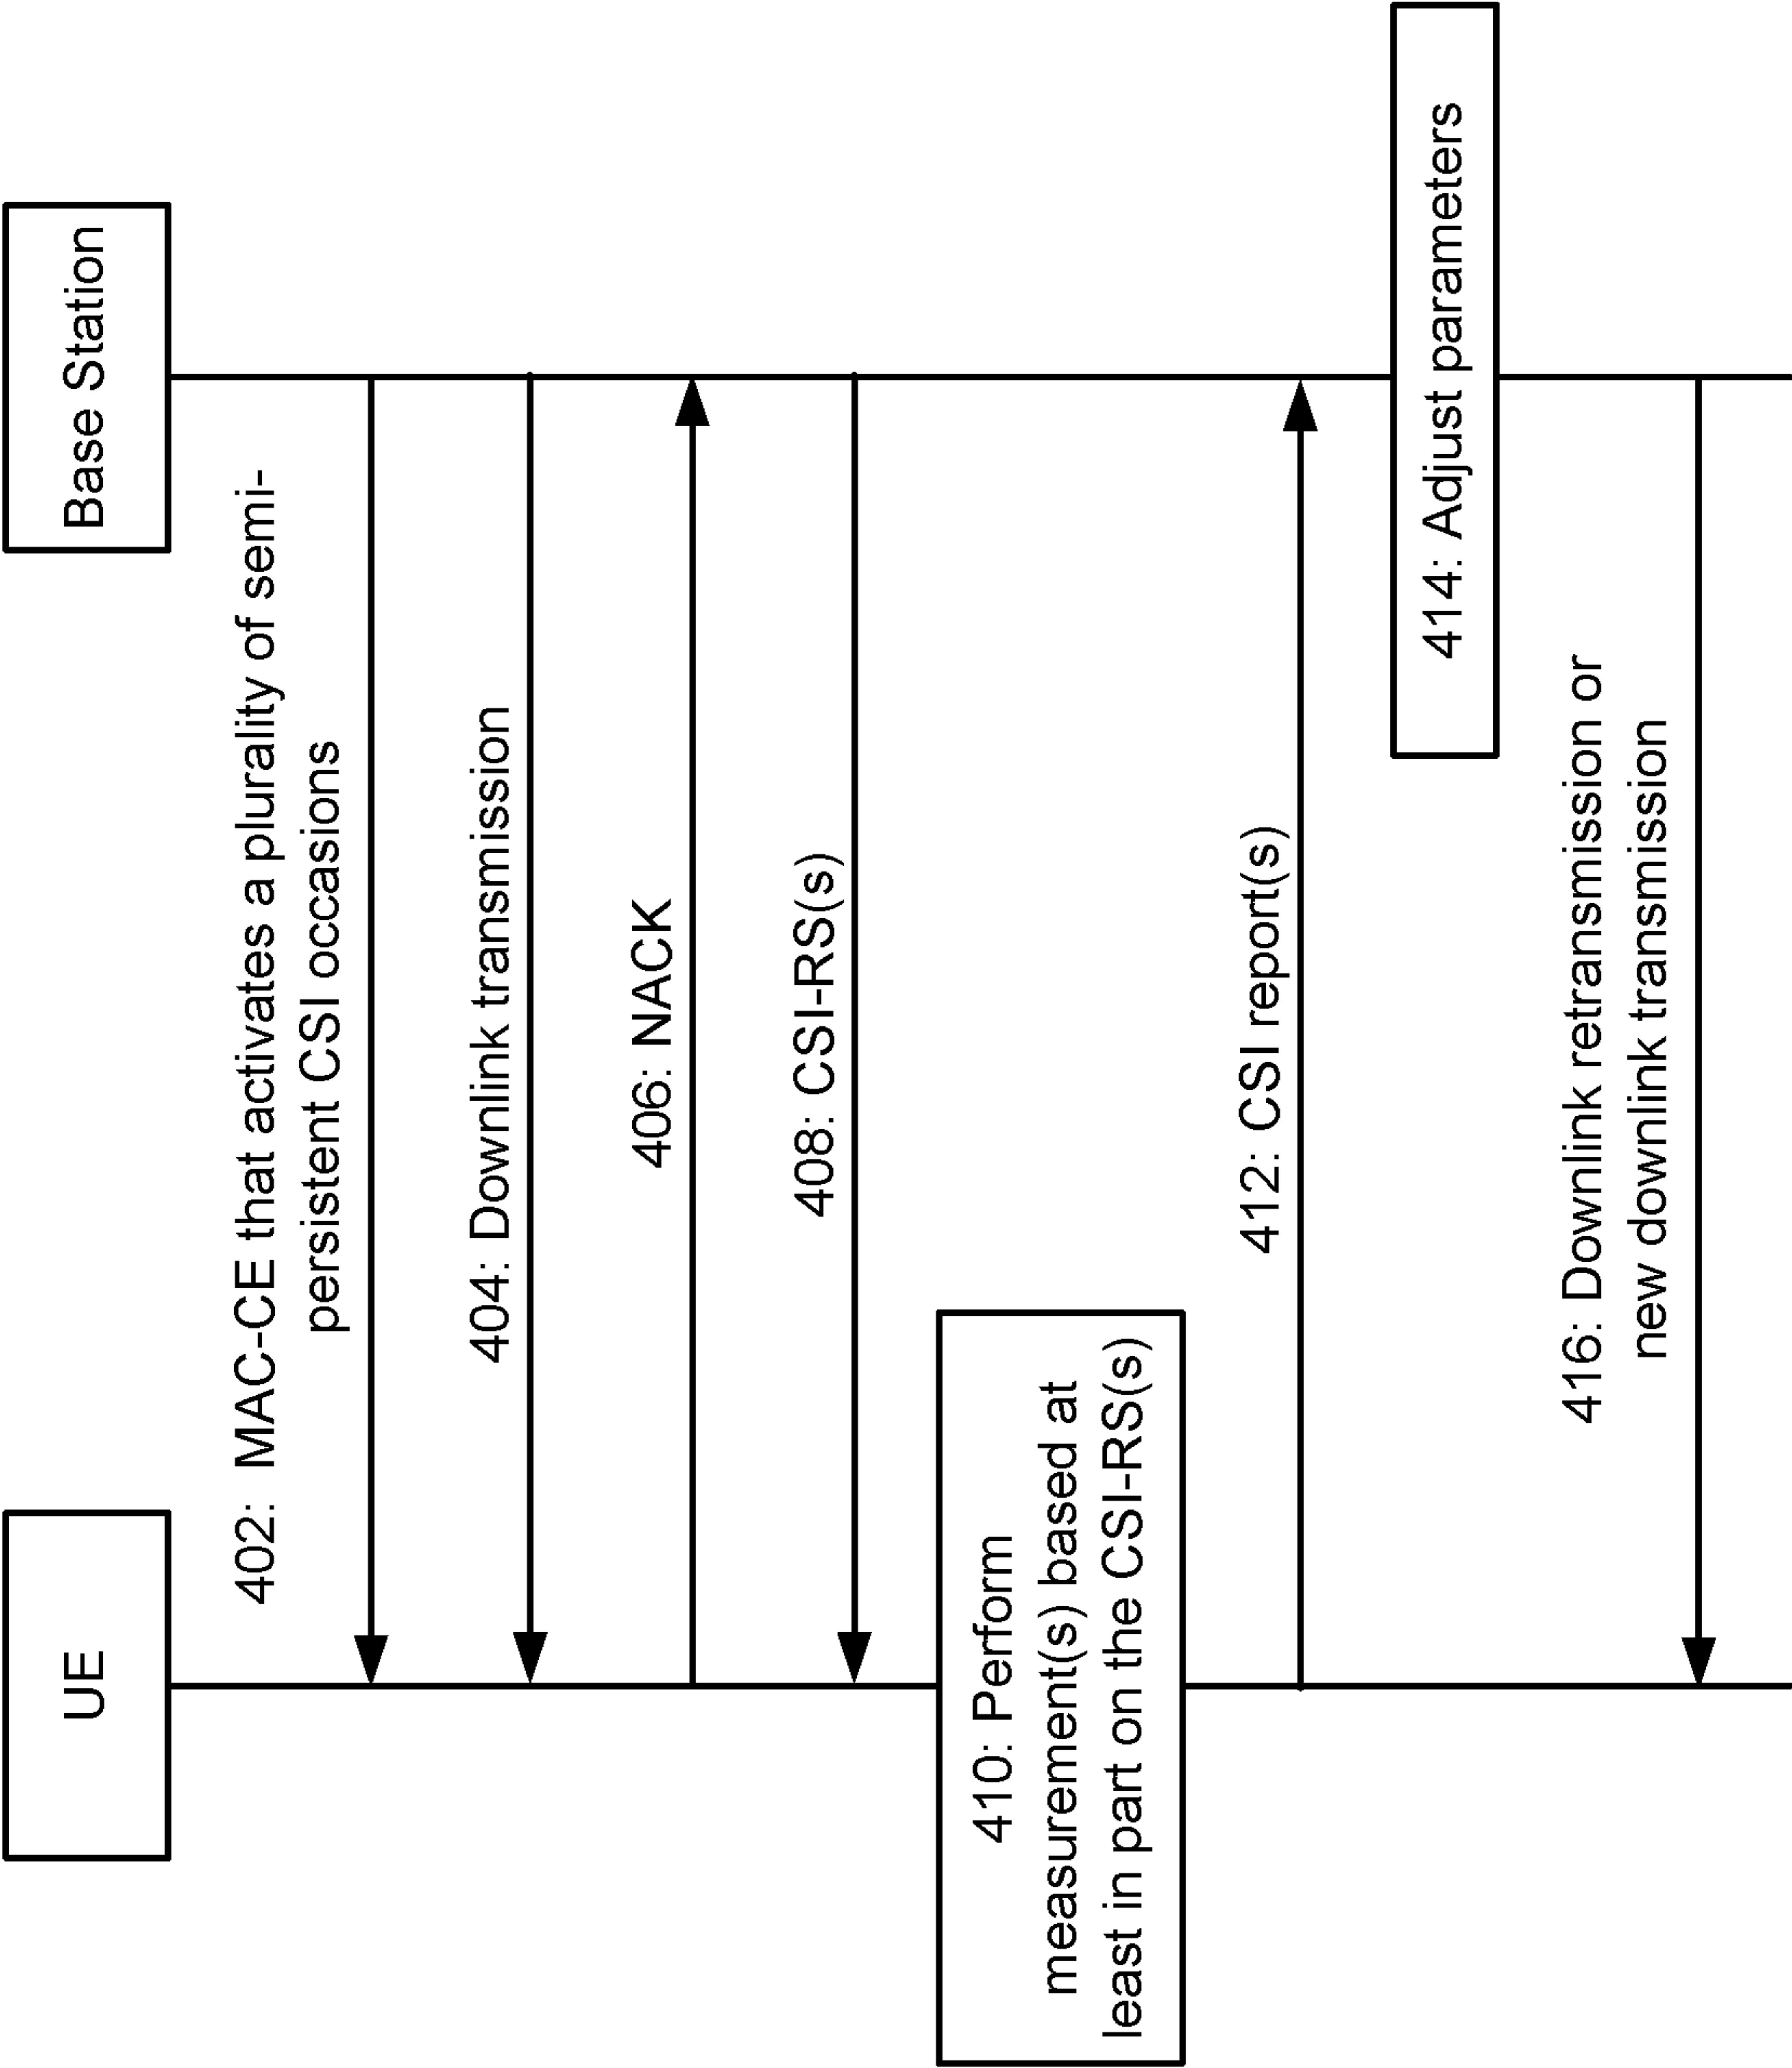 UE
Base Station
402: MAC-CE that activates a plurality of semi-
persistent CSI occasions
404: Downlink transmission
406: NACK
408: CSI-RS(s)
410: Perform
measurement(s) based at
least in part on the CSI-RS(s)
412: CSI report(s)
414: Adjust parameters
416: Downlink retransmission or
new downlink transmission